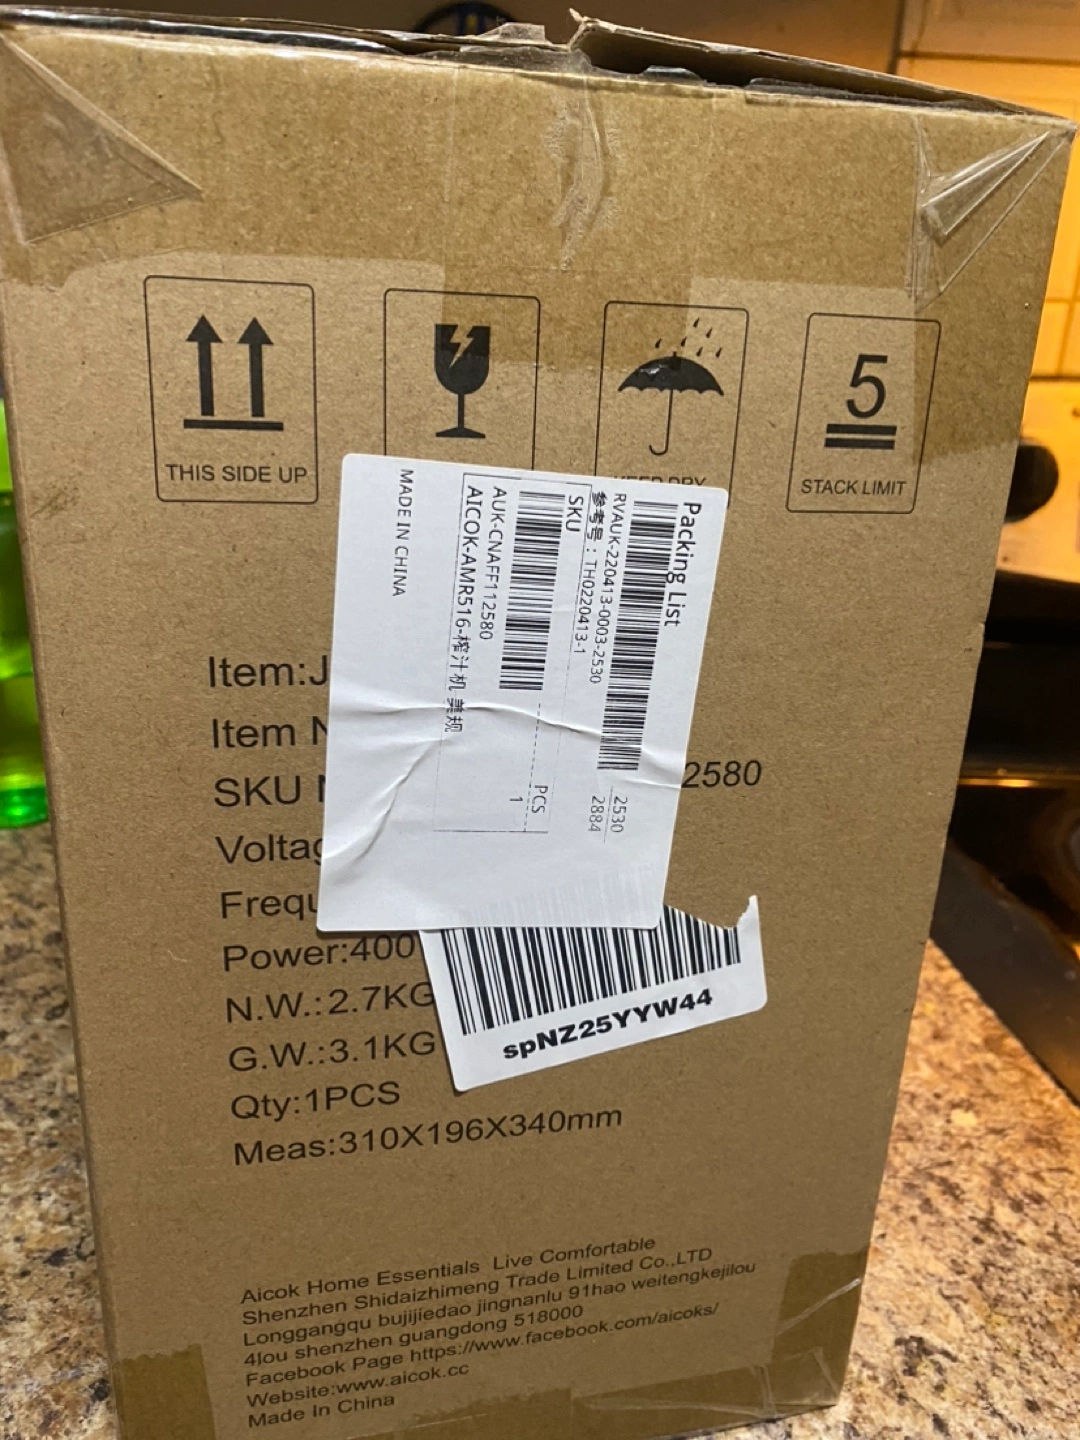 THIS SIDE UP
5
STACK LIMIT
Packing List
RVAUK-220413-0003-2530
2530
参考号：TH0220413-1
2884
SKU
PCS
AUK-CNAFF112580
1
AICOK-AMR516-榨汁机 美规
MADE IN CHINA
Item:
Item
SKU
2580
Power:400
N.W.:2.7KG
G.W.:3.1KG
Qty:1PCS
Meas:310X196X340mm
spNZ25YYW44
Aicok Home Essentials Live Comfortable
Shenzhen Shidaizhimeng Trade Limited Co.,LTD
Longgangqu bujijiedao jingnanlu 91hao weitengkejilou
4lou shenzhen guangdong 518000
Facebook Page https://www.facebook.com/aicoks/
Website:www.aicok.cc
Made In China